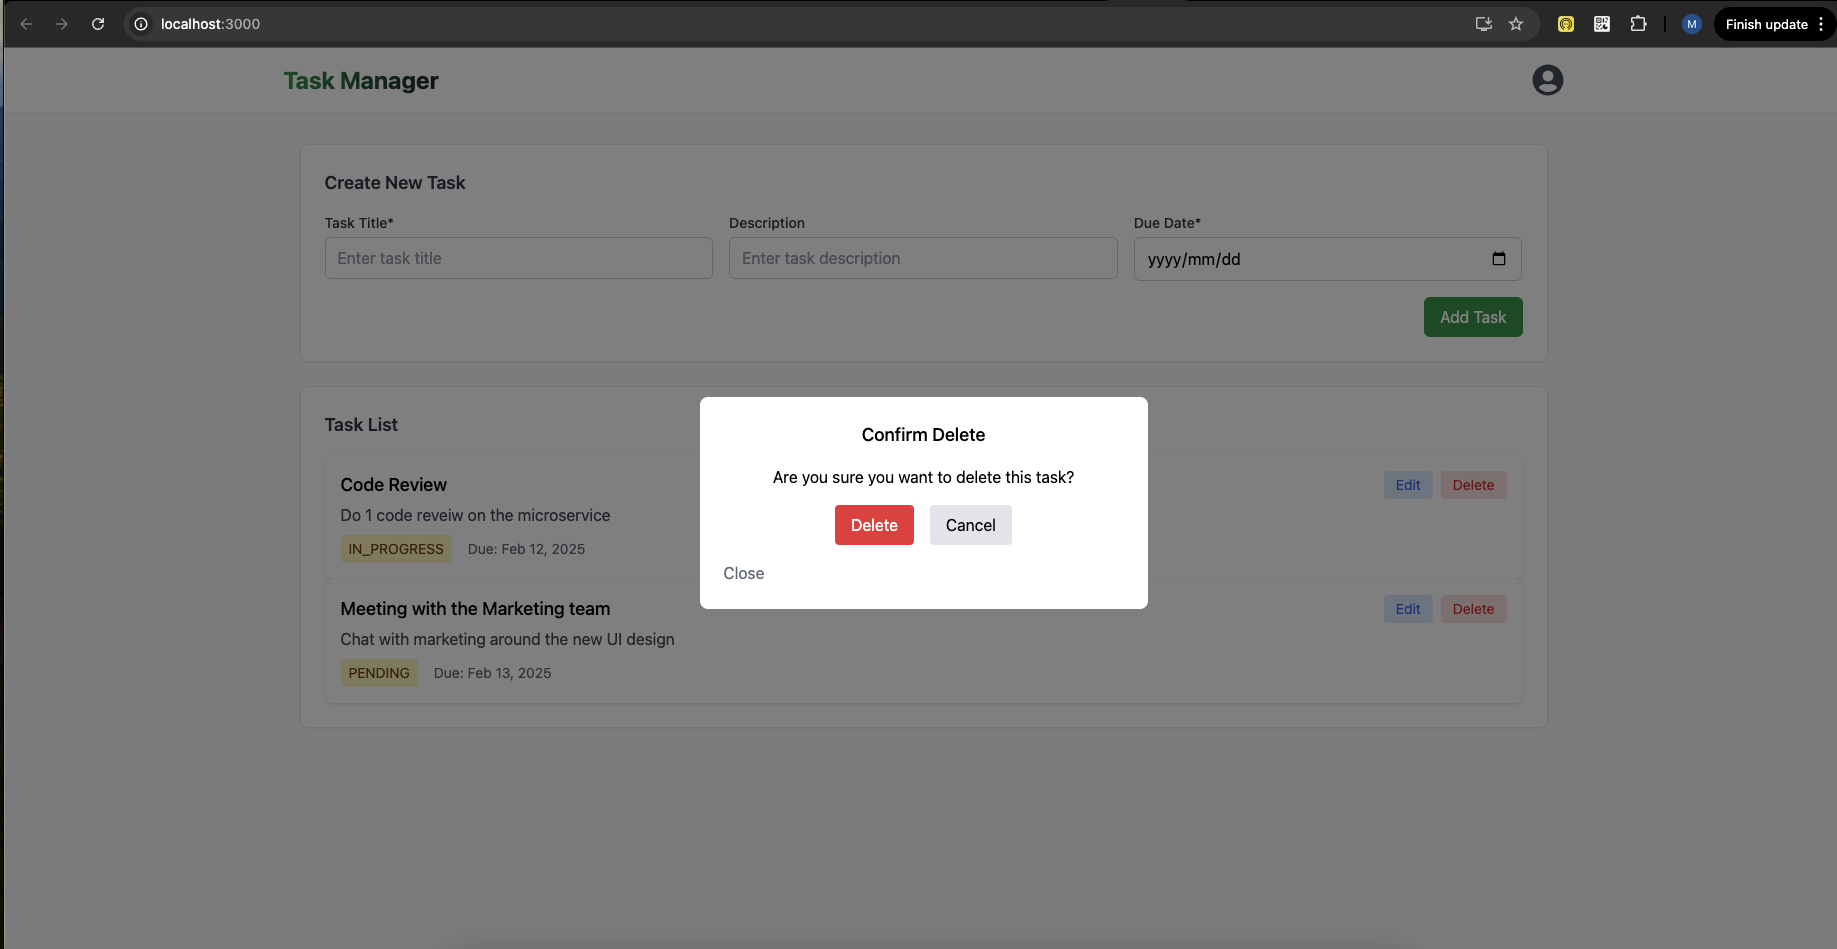 localhost:3000
M
Finish update
Task Manager
Create New Task
Task Title*
Description
Due Date*
Enter task title
Enter task description
yyyy/mm/dd
Add Task
Task List
Code Review
Edit
Delete
Do 1 code reveiw on the microservice
IN_PROGRESS
Due: Feb 12, 2025
Meeting with the Marketing team
Edit
Delete
Chat with marketing around the new UI design
PENDING
Due: Feb 13, 2025
Confirm Delete
Are you sure you want to delete this task?
Delete
Cancel
Close